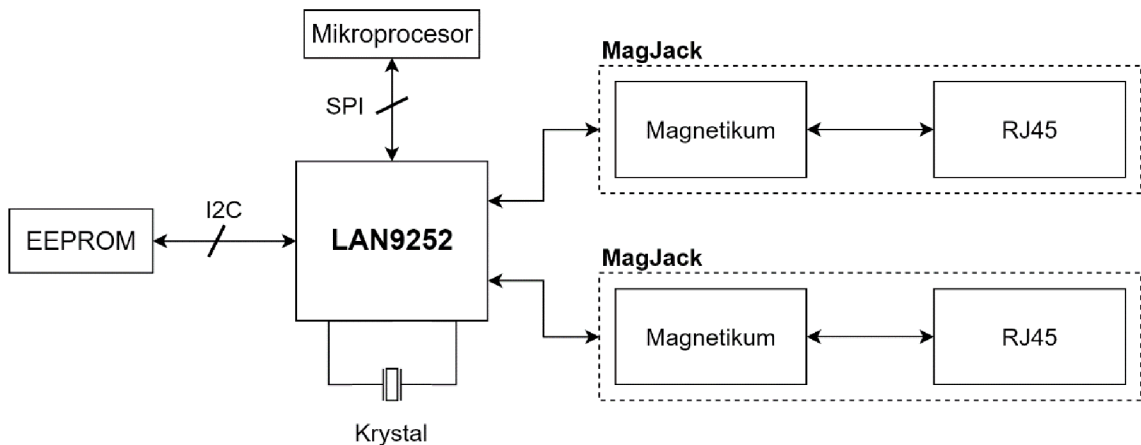 Mikroprocesor
MagJack
SPI
Magnetikum
RJ45
I2C
EEPROM
LAN9252
MagJack
Magnetikum
RJ45
Krystal